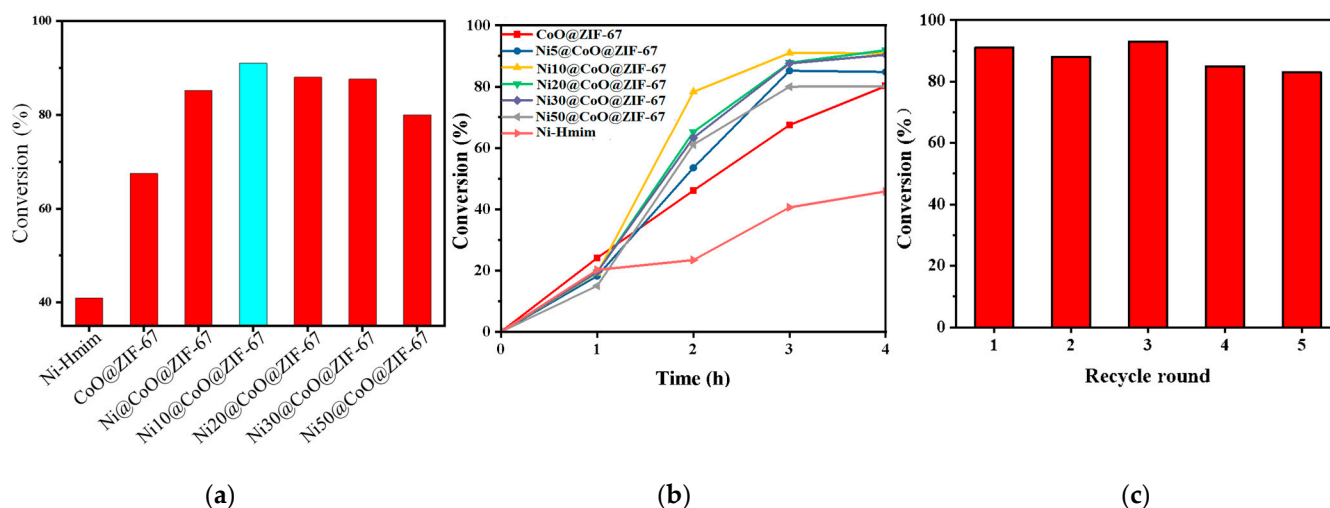 100
80
60
40
Conversion (%)
Ni-Hmim
CoO@ZIF-67
Ni@CoO@ZIF-67
Ni10@CoO@ZIF-67
Ni20@CoO@ZIF-67
Ni30@CoO@ZIF-67
Ni50@CoO@ZIF-67
(a)
100
80
60
40
20
0
Conversion (%)
CoO@ZIF-67
Ni5@CoO@ZIF-67
Ni10@CoO@ZIF-67
Ni20@CoO@ZIF-67
Ni30@CoO@ZIF-67
Ni50@CoO@ZIF-67
Ni-Hmim
0 1 2 3 4
Time (h)
(b)
100
80
60
40
20
0
Conversion (%)
1 2 3 4 5
Recycle round
(c)